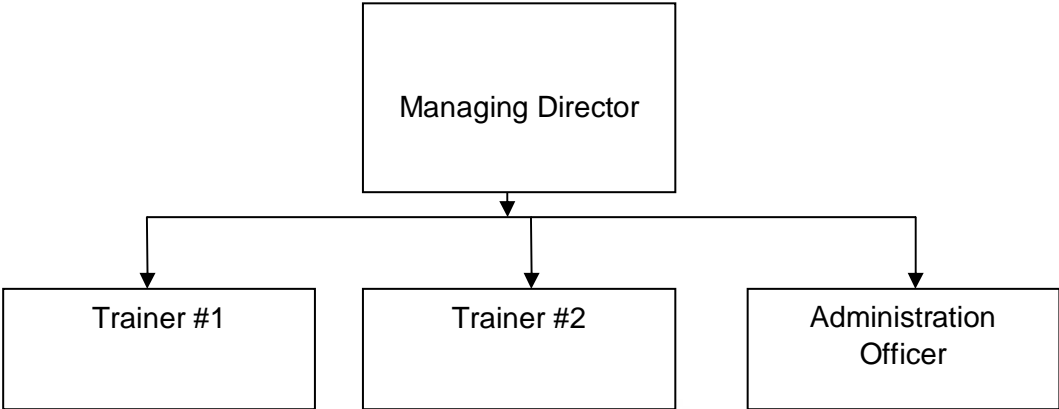 Managing Director
Trainer #1
Trainer #2
Administration
Officer